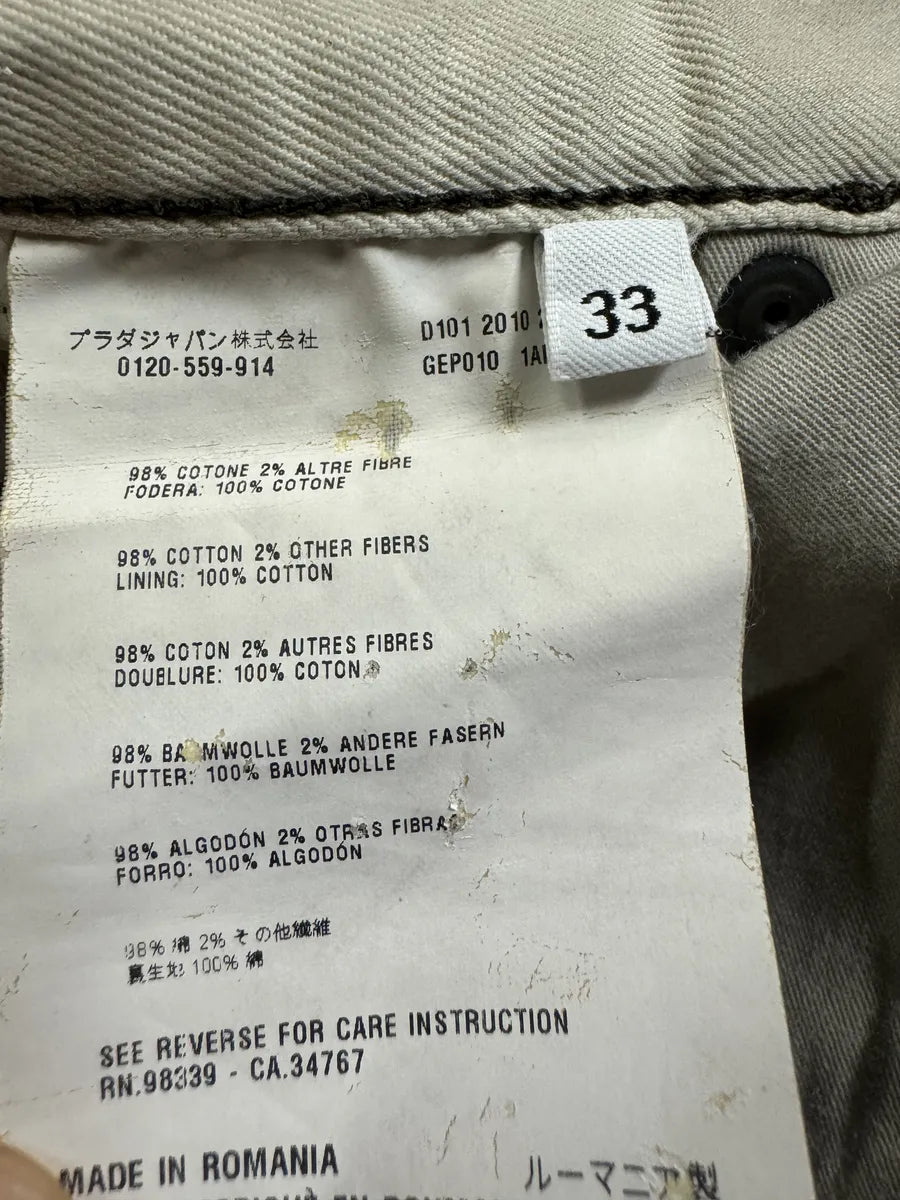 33
プラダジャパン株式会社
0120-559-914
D101 2010
GEP010
98% COTONE 2% ALTRE FIBRE
FODERA: 100% COTONE
98% COTTON 2% OTHER FIBERS
LINING: 100% COTTON
98% COTON 2% AUTRES FIBRES
DOUBLURE: 100% COTON
98% BAUMWOLLE 2% ANDERE FASERN
FUTTER: 100% BAUMWOLLE
98% ALGODÓN 2% OTRAS FIBRAS
FORRO: 100% ALGODÓN
98% 綿 2% その他繊維
裏生地 100% 綿
SEE REVERSE FOR CARE INSTRUCTION
RN.98339 - CA.34767
MADE IN ROMANIA
ルーマニア製